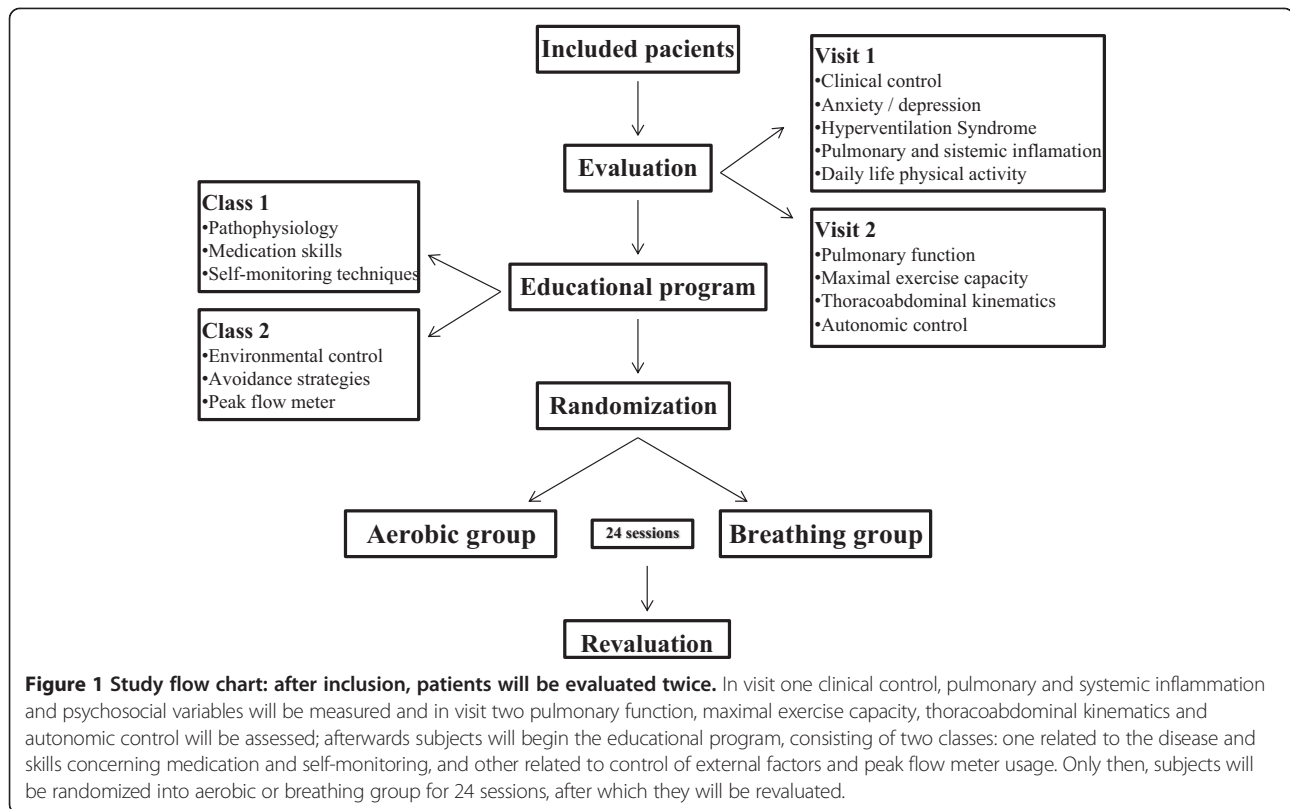 Included pacients
Visit 1
•Clinical control
•Anxiety / depression
•Hyperventilation Syndrome
•Pulmonary and sistemic inflamation
•Daily life physical activity
Evaluation
Class 1
•Pathophysiology
•Medication skills
•Self-monitoring techniques
Visit 2
•Pulmonary function
•Maximal exercise capacity
•Thoracoabdominal kinematics
•Autonomic control
Educational program
Class 2
•Environmental control
•Avoidance strategies
•Peak flow meter
Randomization
Aerobic group
24 sessions
Breathing group
Revaluation
Figure 1 Study flow chart: after inclusion, patients will be evaluated twice. In visit one clinical control, pulmonary and systemic inflammation
and psychosocial variables will be measured and in visit two pulmonary function, maximal exercise capacity, thoracoabdominal kinematics and
autonomic control will be assessed; afterwards subjects will begin the educational program, consisting of two classes: one related to the disease and
skills concerning medication and self-monitoring, and other related to control of external factors and peak flow meter usage. Only then, subjects will
be randomized into aerobic or breathing group for 24 sessions, after which they will be revaluated.